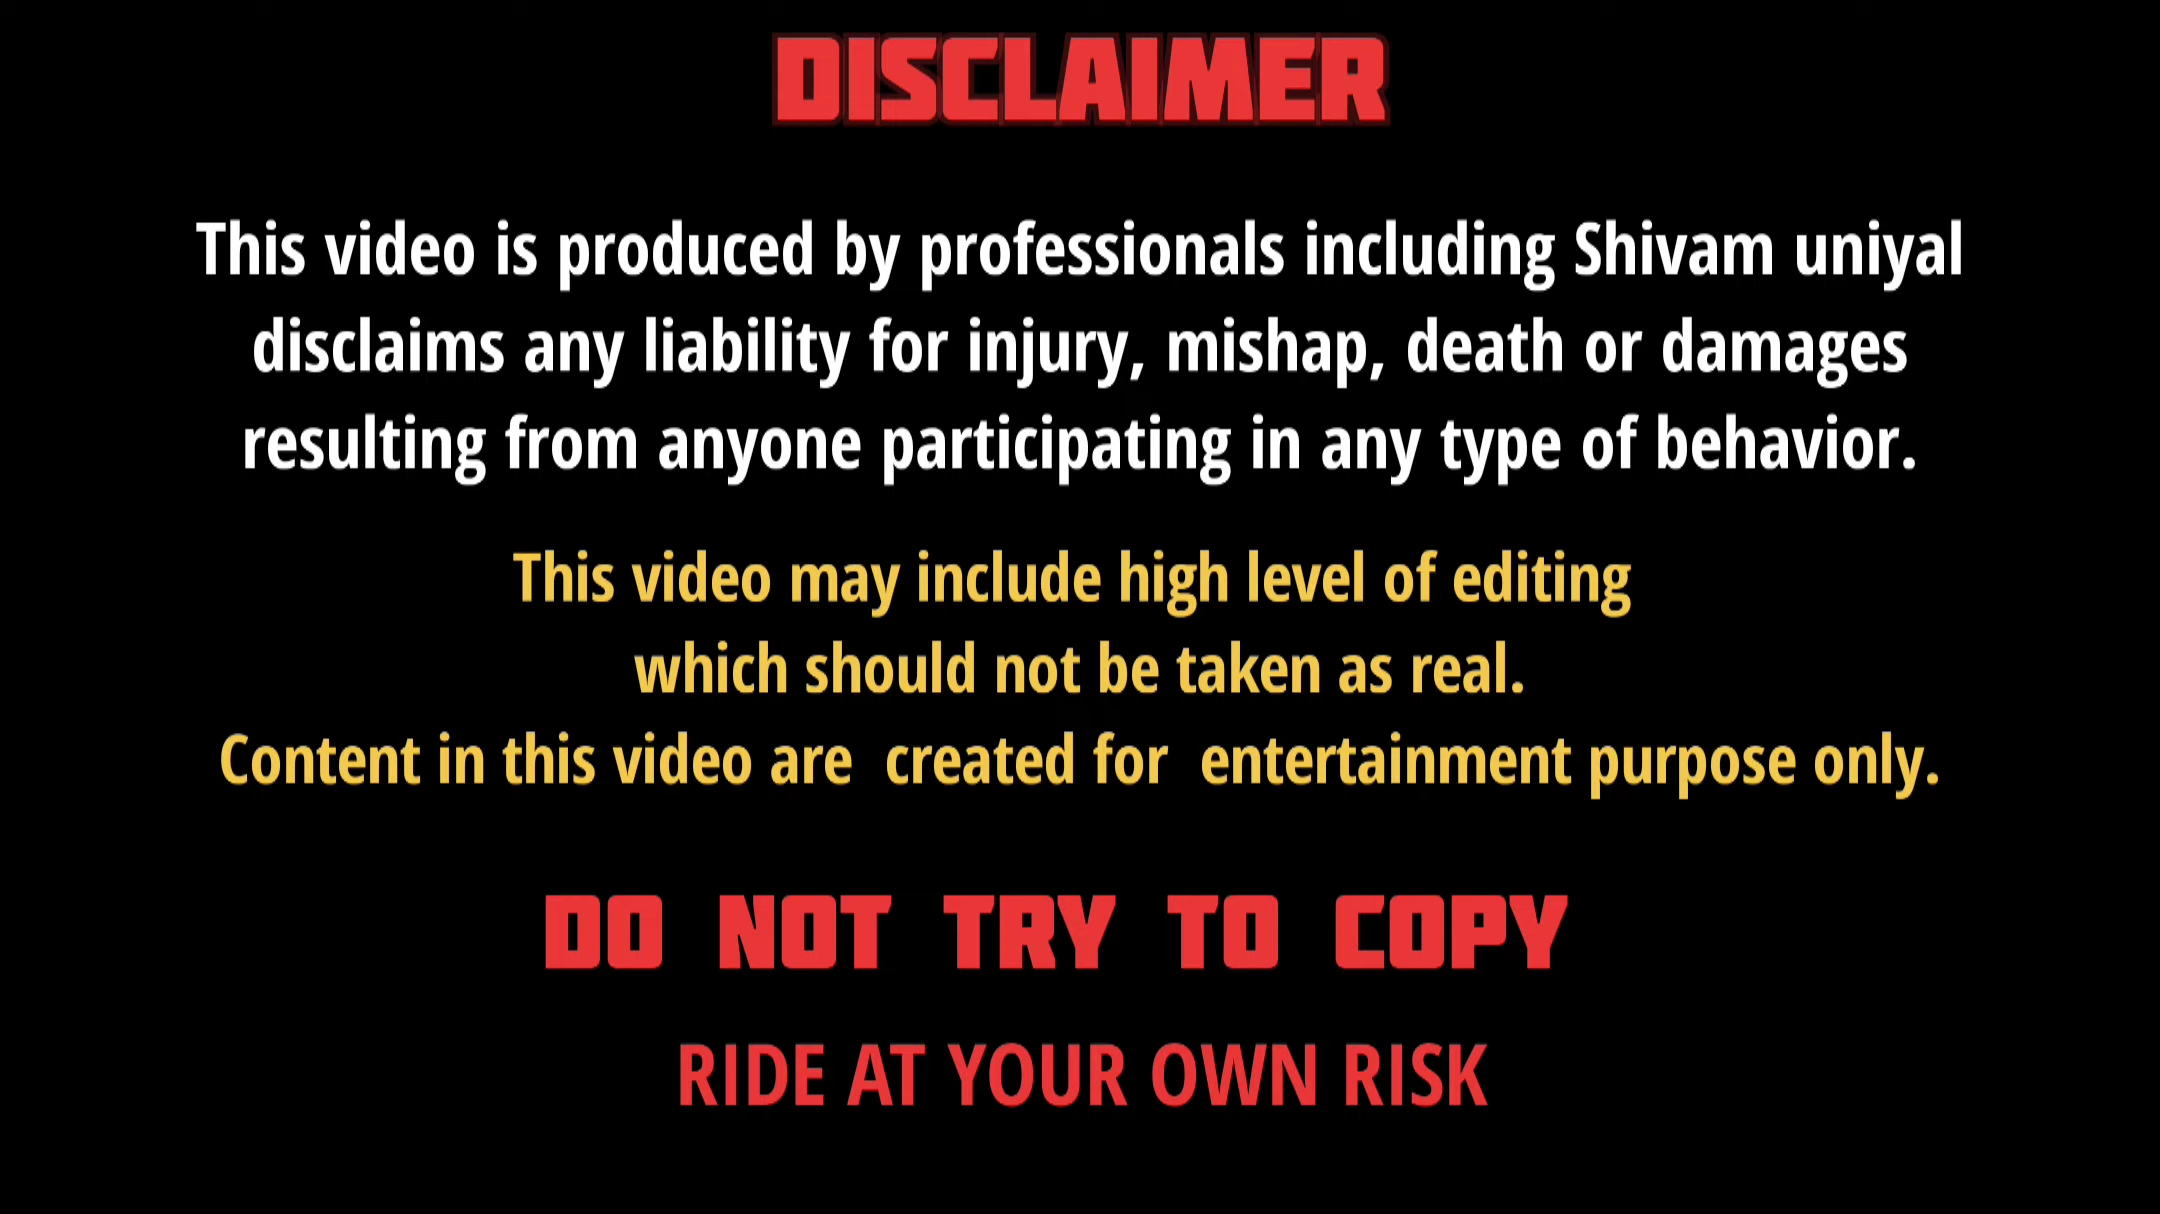 DISCLAIMER
This video is produced by professionals including Shivam uniyal
disclaims any liability for injury, mishap, death or damages
resulting from anyone participating in any type of behavior.
This video may include high level of editing
which should not be taken as real.
Content in this video are  created for  entertainment purpose only.
DO NOT TRY TO COPY
RIDE AT YOUR OWN RISK